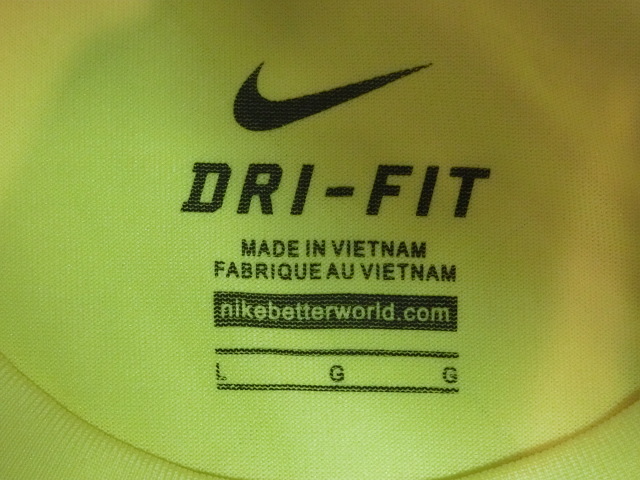 DRI-FIT
MADE IN VIETNAM
FABRIQUE AU VIETNAM
nikebetterworld.com
L G G